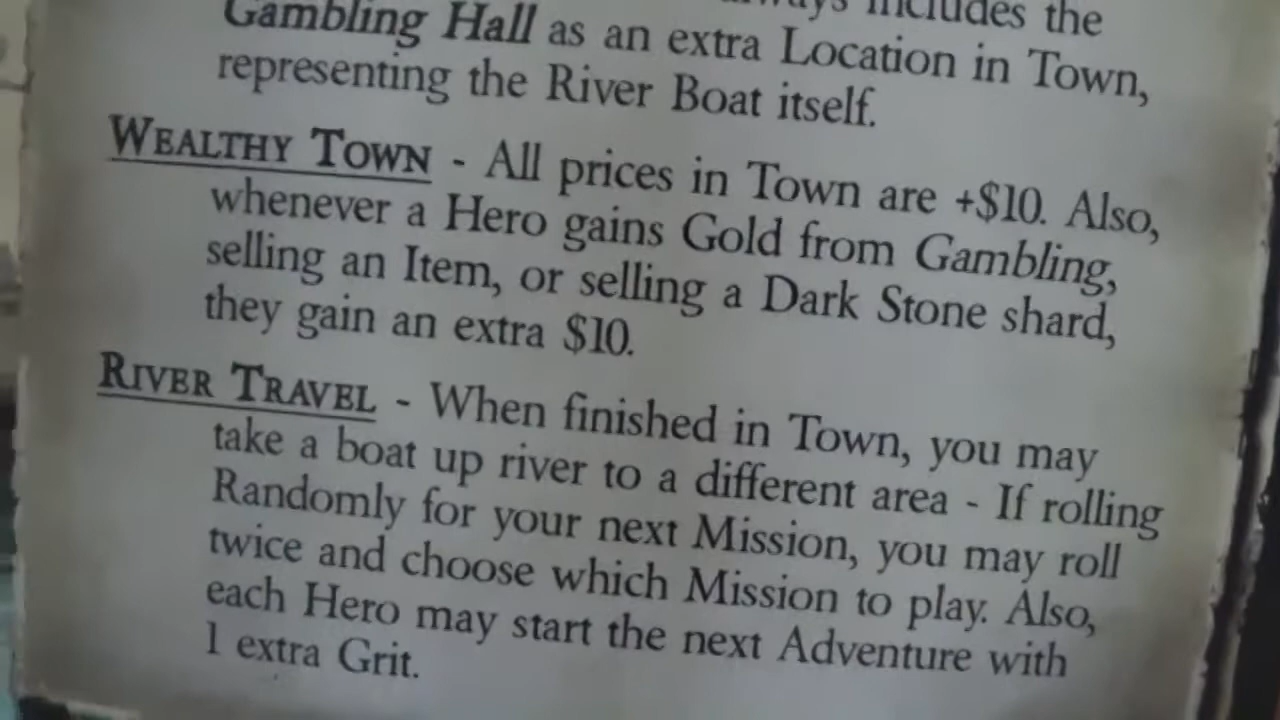 always includes the
Gambling Hall as an extra Location in Town,
representing the River Boat itself.
WEALTHY TOWN - All prices in Town are +$10. Also,
whenever a Hero gains Gold from Gambling,
selling an Item, or selling a Dark Stone shard,
they gain an extra $10.
RIVER TRAVEL - When finished in Town, you may
take a boat up river to a different area - If rolling
Randomly for your next Mission, you may roll
twice and choose which Mission to play. Also,
each Hero may start the next Adventure with
1 extra Grit.